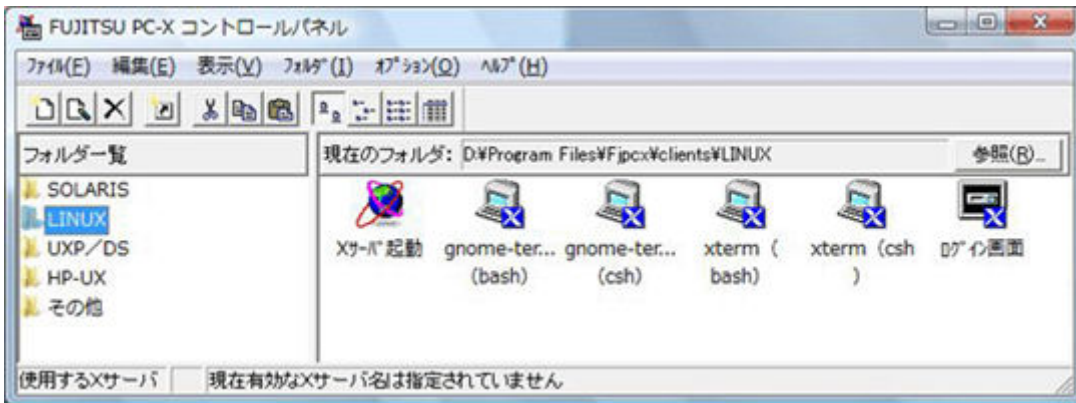 FUJITSU PC-X コントロールパネル
ﾌｧｲﾙ(F) 編集(E) 表示(V) ﾌｫﾙﾀﾞ(I) ｵﾌﾟｼｮﾝ(O) ﾍﾙﾌﾟ(H)
フォルダ一覧
現在のフォルダ: D:¥Program Files¥Fjpcx¥clients¥LINUX
参照(R)...
SOLARIS
LINUX
UXP／DS
HP-UX
その他
Xｻｰﾊﾞ起動
gnome-ter...
(bash)
gnome-ter...
(csh)
xterm (
bash)
xterm (csh
)
ﾛｸﾞｲﾝ画面
使用するXサーバ
現在有効なXサーバ名は指定されていません